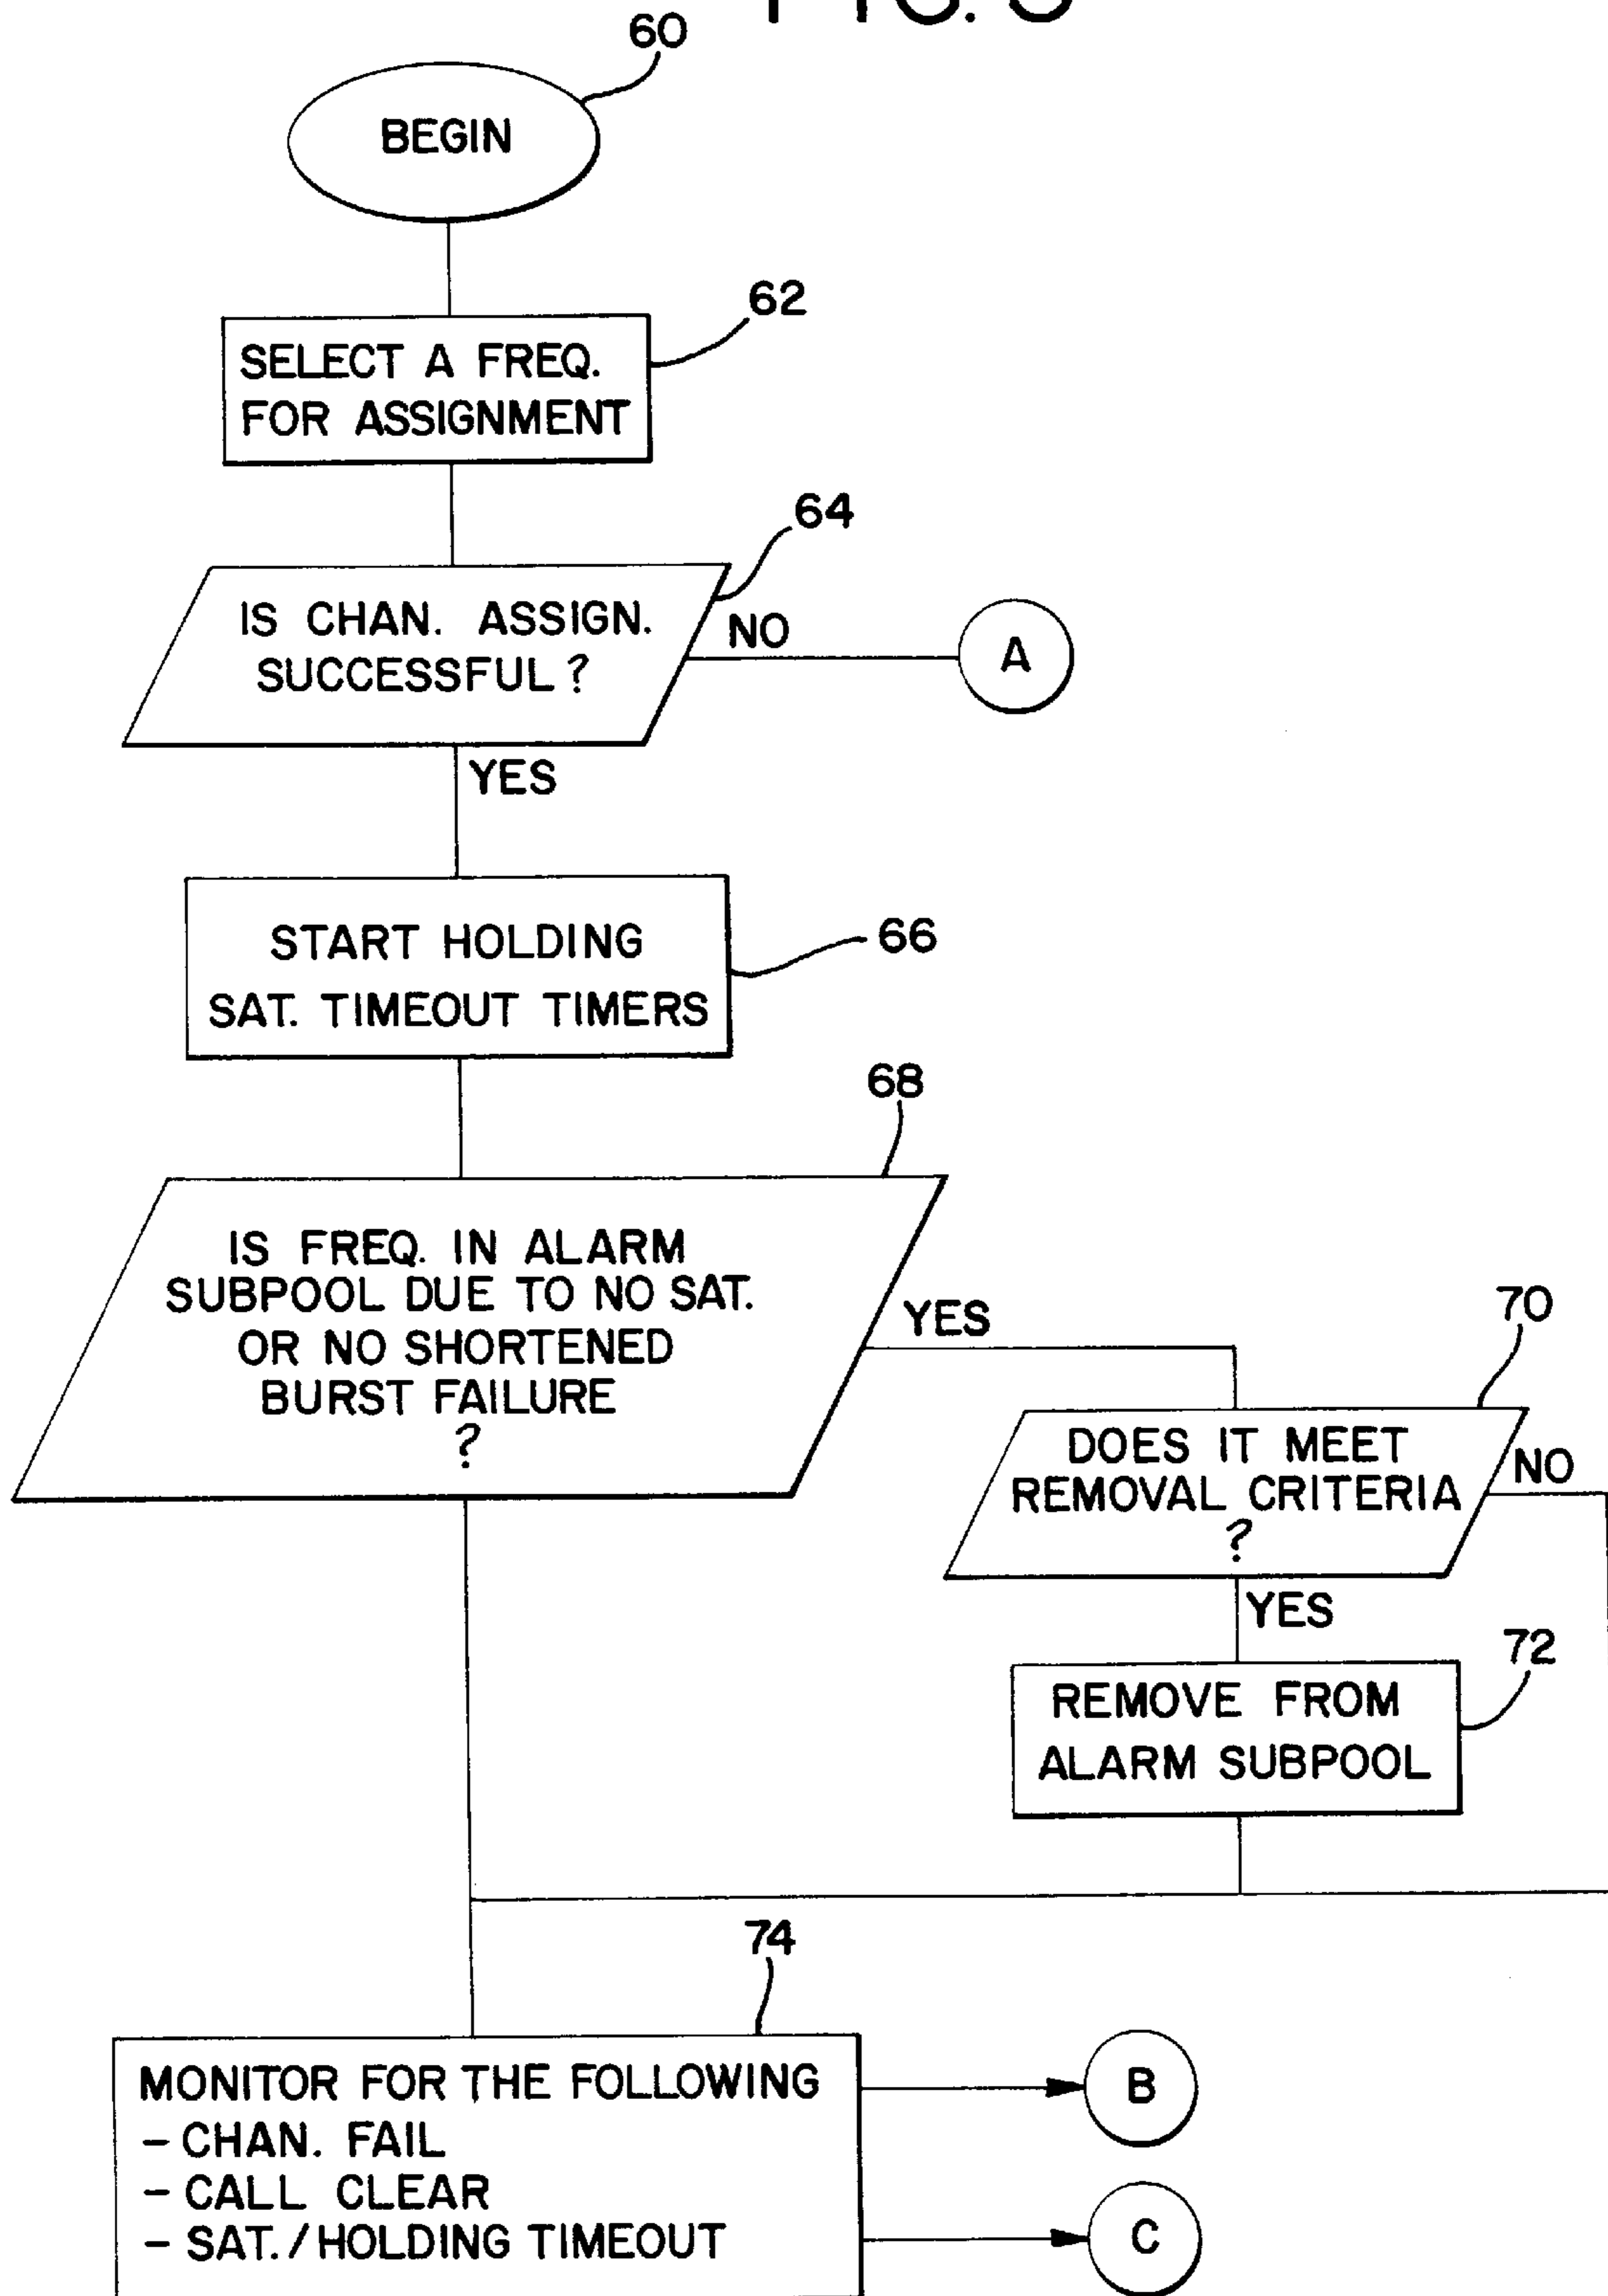 60
BEGIN
62
SELECT A FREQ.
FOR ASSIGNMENT
64
IS CHAN. ASSIGN.
SUCCESSFUL?
NO
A
YES
START HOLDING
SAT. TIMEOUT TIMERS
66
68
IS FREQ. IN ALARM
SUBPOOL DUE TO NO SAT.
OR NO SHORTENED
BURST FAILURE
?
YES
70
DOES IT MEET
REMOVAL CRITERIA
?
NO
YES
72
REMOVE FROM
ALARM SUBPOOL
74
MONITOR FOR THE FOLLOWING
- CHAN. FAIL
- CALL CLEAR
- SAT./HOLDING TIMEOUT
B
C